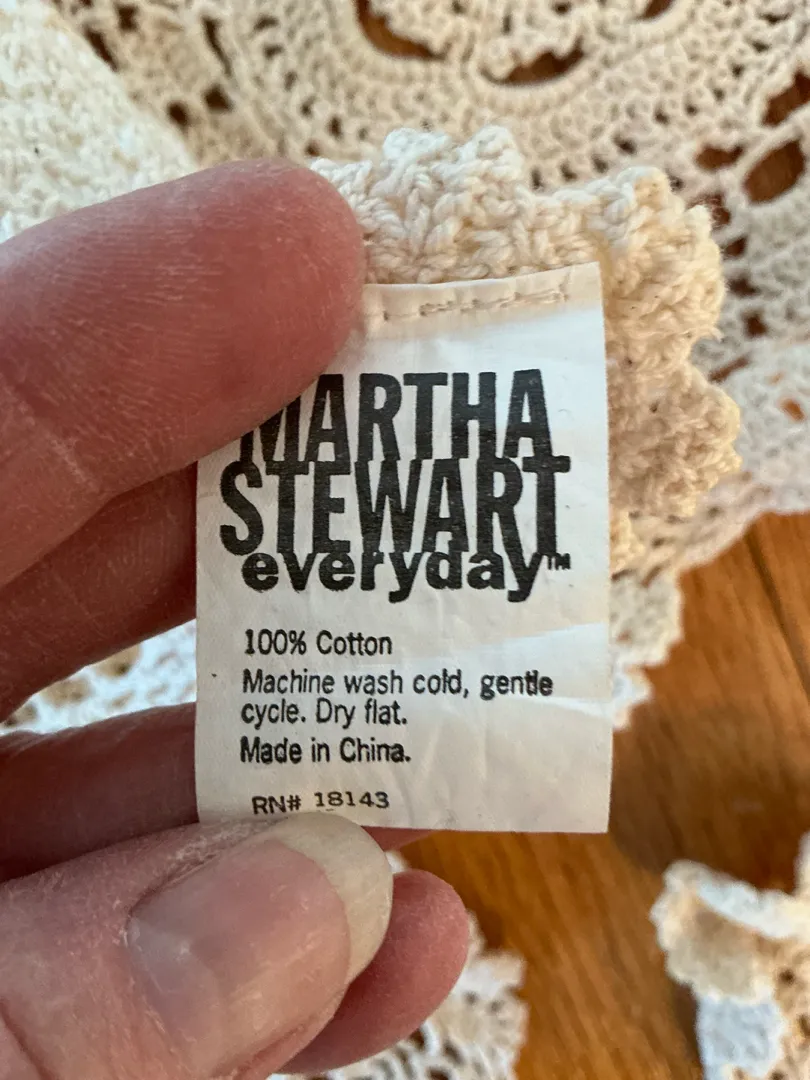 MARTHA
STEWART
everyday™
100% Cotton
Machine wash cold, gentle
cycle. Dry flat.
Made in China.
RN# 18143